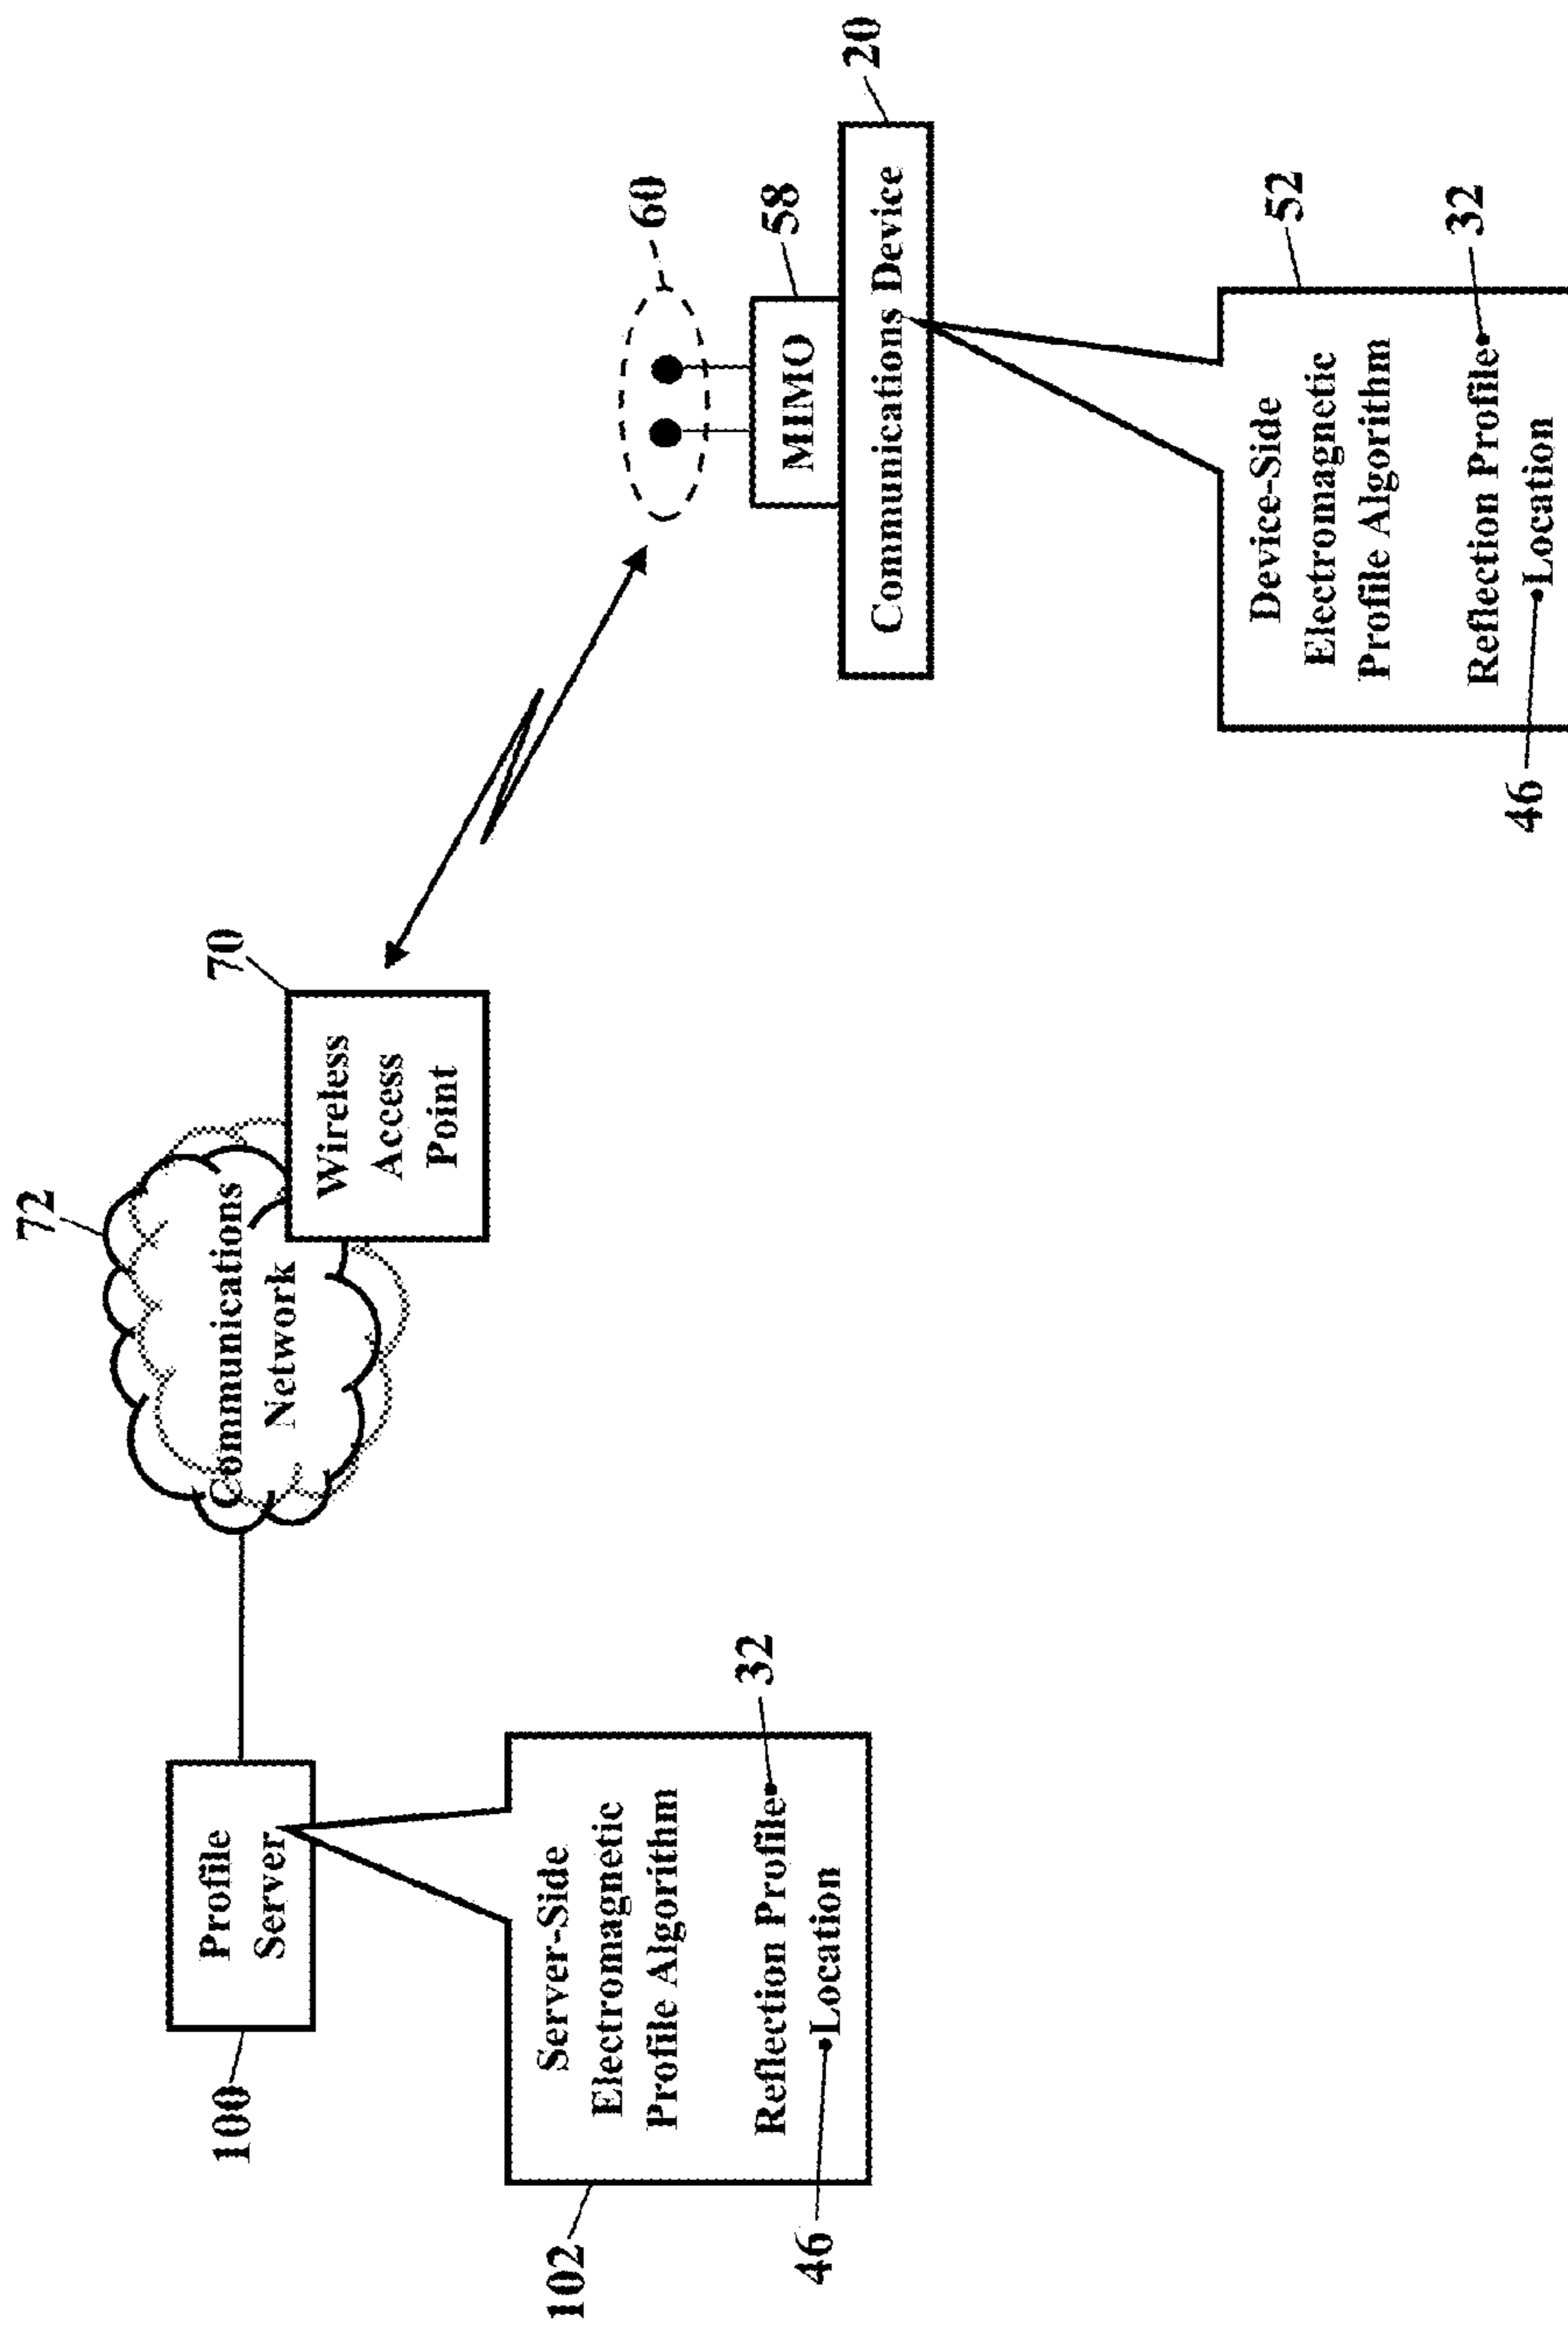 72
Communications
Network
70
Wireless
Access
Point
100
Profile
Server
102
Server-Side
Electromagnetic
Profile Algorithm
Reflection Profile
32
Location
46
60
58
MIMO
20
Communications Device
52
Device-Side
Electromagnetic
Profile Algorithm
Reflection Profile
32
Location
46